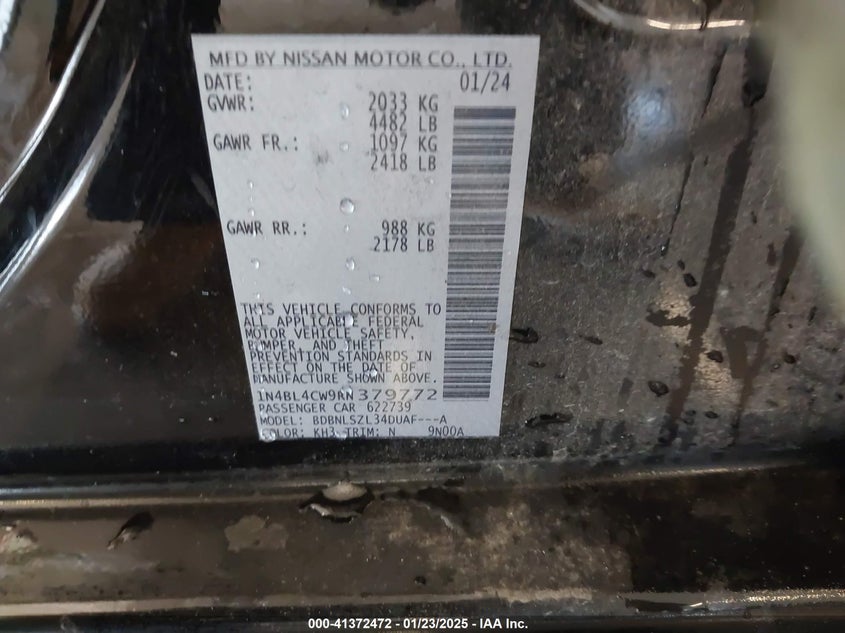 MFD BY NISSAN MOTOR CO., LTD.
DATE: 01/24
GVWR: 2033 KG
4482 LB
GAWR FR.: 1097 KG
2418 LB
GAWR RR.: 988 KG
2178 LB
THIS VEHICLE CONFORMS TO
ALL APPLICABLE FEDERAL
MOTOR VEHICLE SAFETY,
BUMPER, AND THEFT
PREVENTION STANDARDS IN
EFFECT ON THE DATE OF
MANUFACTURE SHOWN ABOVE.
1N4BL4CW9RN379772
PASSENGER CAR 622739
MODEL: BDBNLSZL34DUAF---A
COLOR: KH3 TRIM: N 9N00A
000-41372472 — 01/23/2025 — IAA Inc.